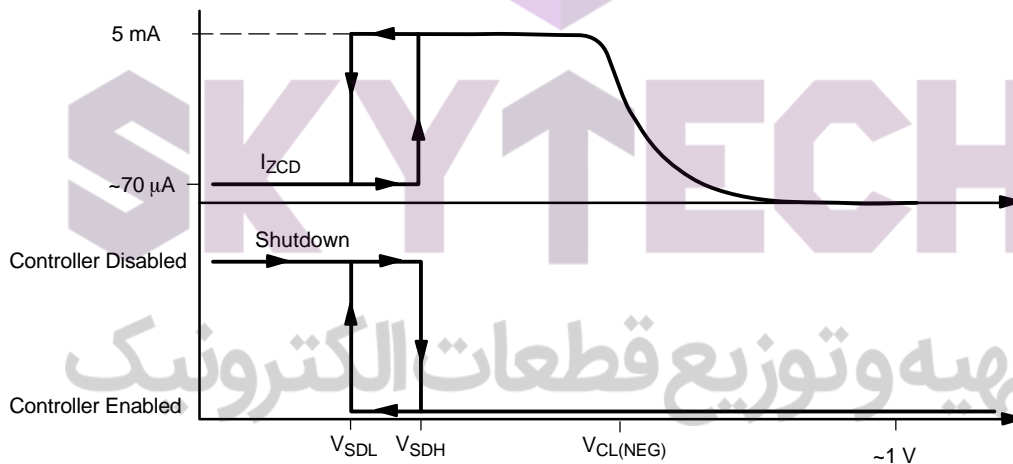 SKYTECH
5 mA
I_ZCD
~70 μA
Shutdown
Controller Disabled
تهیه و توزیع قطعات الکترونیک
Controller Enabled
V_SDL V_SDH V_CL(NEG) ~1 V